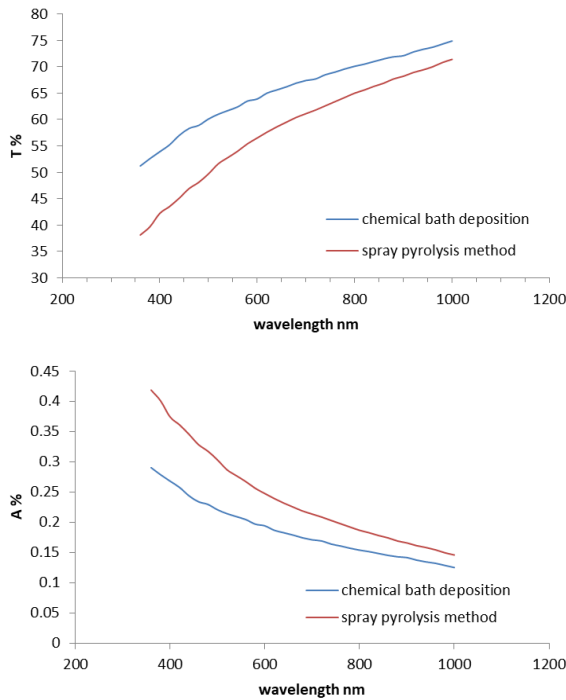 80
75
70
65
60
55
50
45
40
35
30
T %
chemical bath deposition
spray pyrolysis method
200 400 600 800 1000 1200
wavelength nm
0.45
0.4
0.35
0.3
0.25
0.2
0.15
0.1
0.05
0
A %
chemical bath deposition
spray pyrolysis method
200 400 600 800 1000 1200
wavelength nm